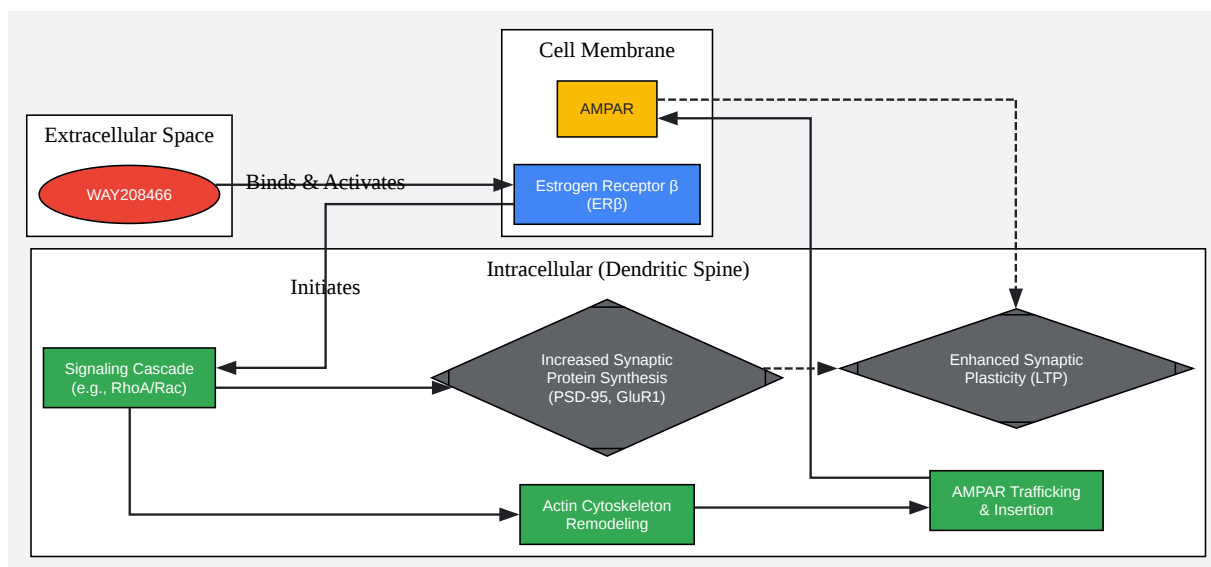 Cell Membrane
AMPAR
Extracellular Space
WAY208466
Binds & Activates
Estrogen Receptor β
(ERβ)
Intracellular (Dendritic Spine)
Initiates
Signaling Cascade
(e.g., RhoA/Rac)
Increased Synaptic
Protein Synthesis
(PSD-95, GluR1)
Enhanced Synaptic
Plasticity (LTP)
Actin Cytoskeleton
Remodeling
AMPAR Trafficking
& Insertion